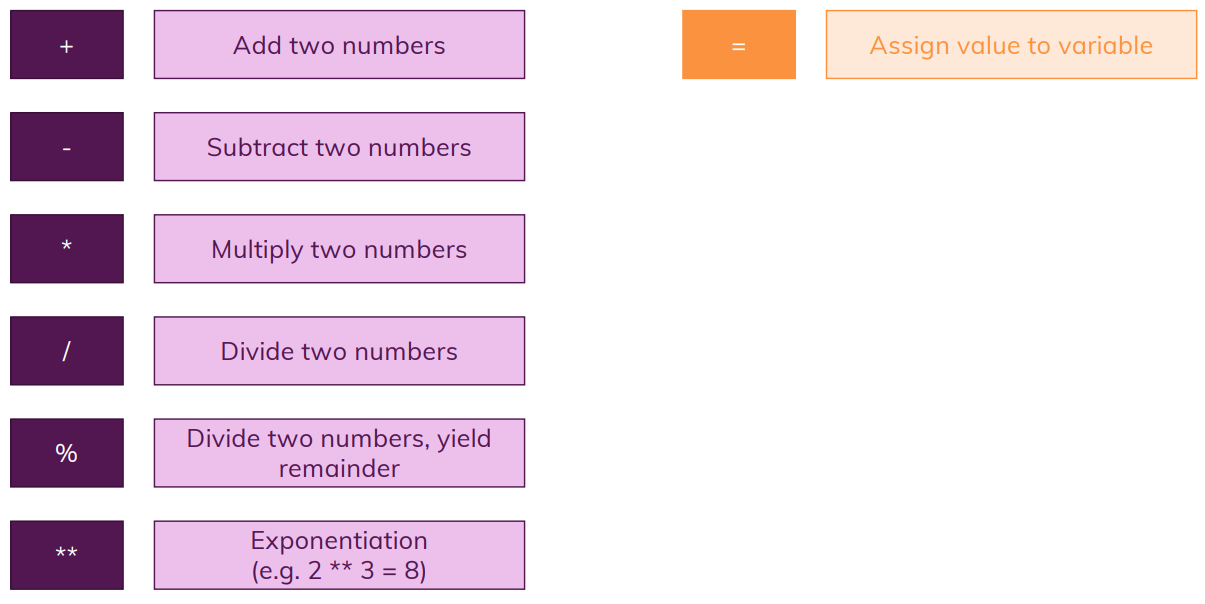 + Add two numbers = Assign value to variable
- Subtract two numbers
* Multiply two numbers
/ Divide two numbers
% Divide two numbers, yield
remainder
** Exponentiation
(e.g. 2 ** 3 = 8)